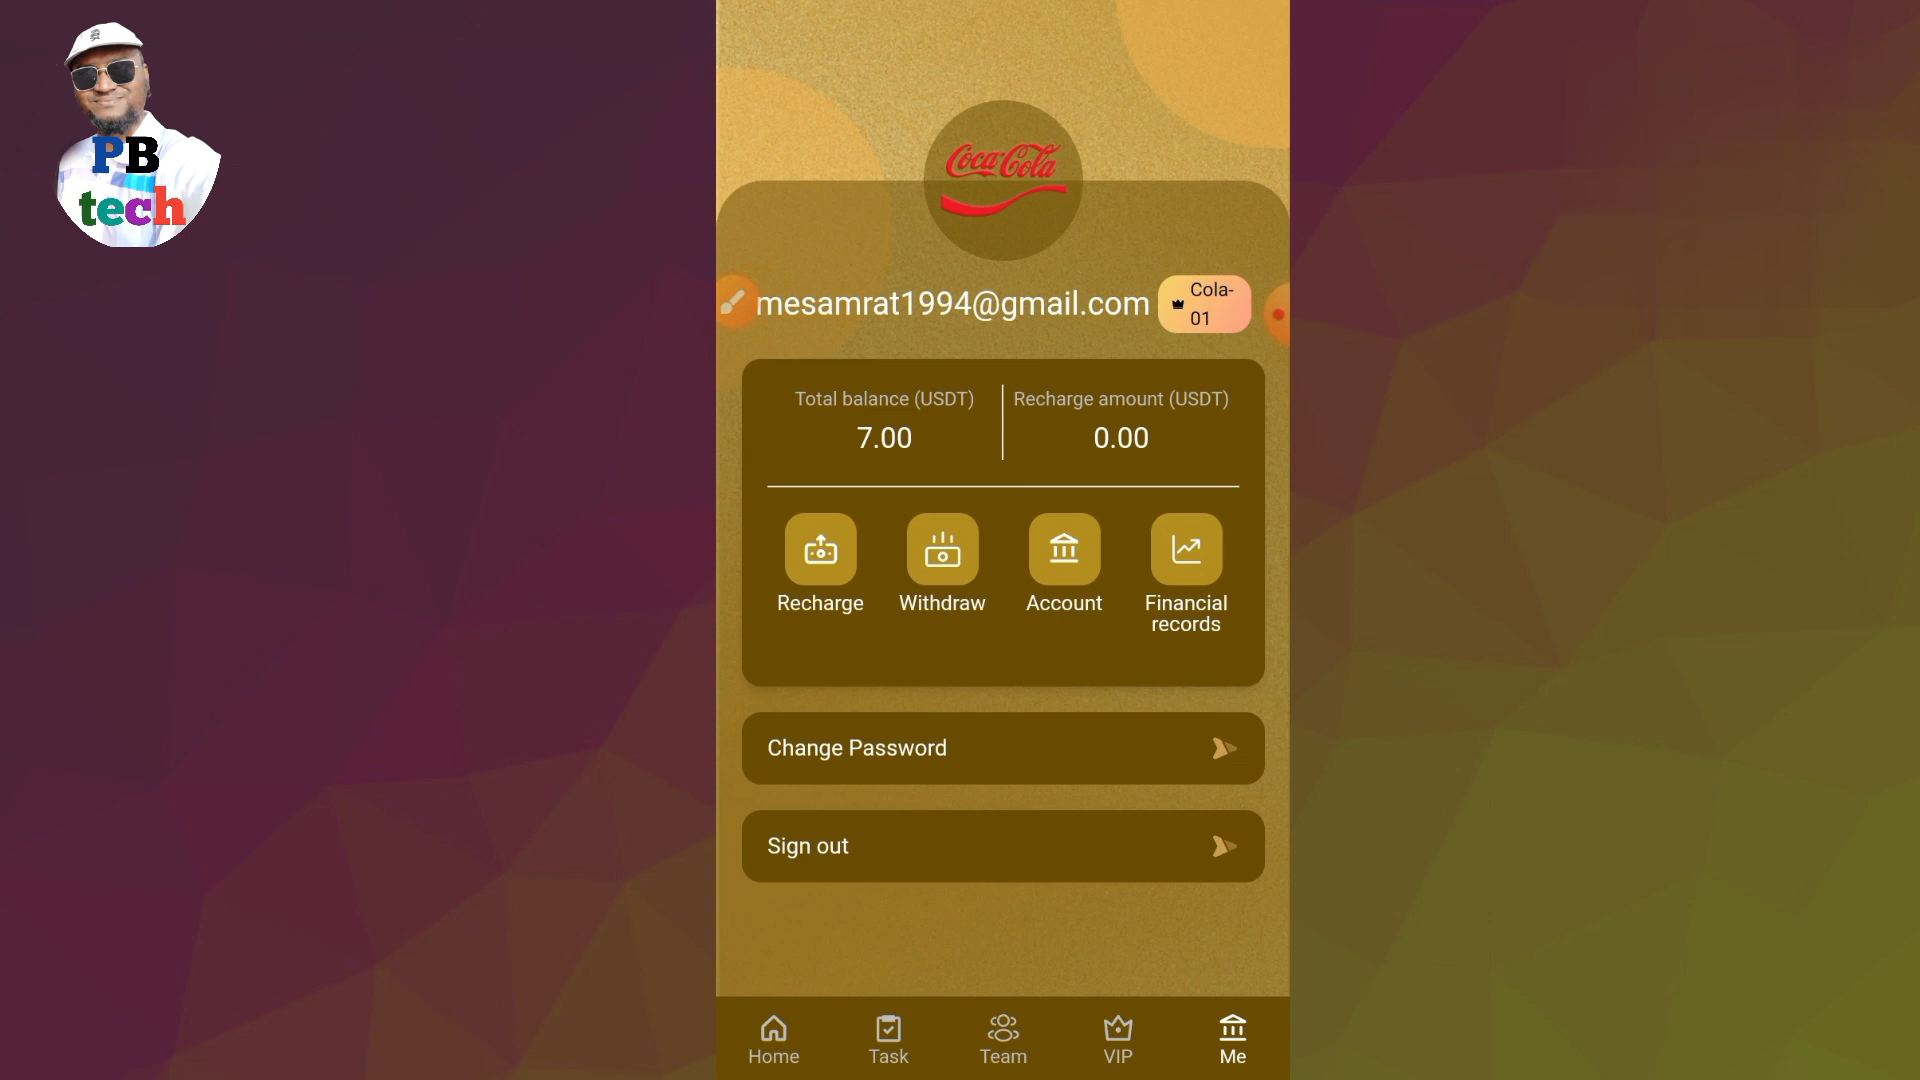 PB
tech
Coca-Cola
mesamrat1994@gmail.com
Cola-
01
Total balance (USDT)
Recharge amount (USDT)
7.00
0.00
Recharge
Withdraw
Account
Financial
records
Change Password
Sign out
Home
Task
Team
VIP
Me